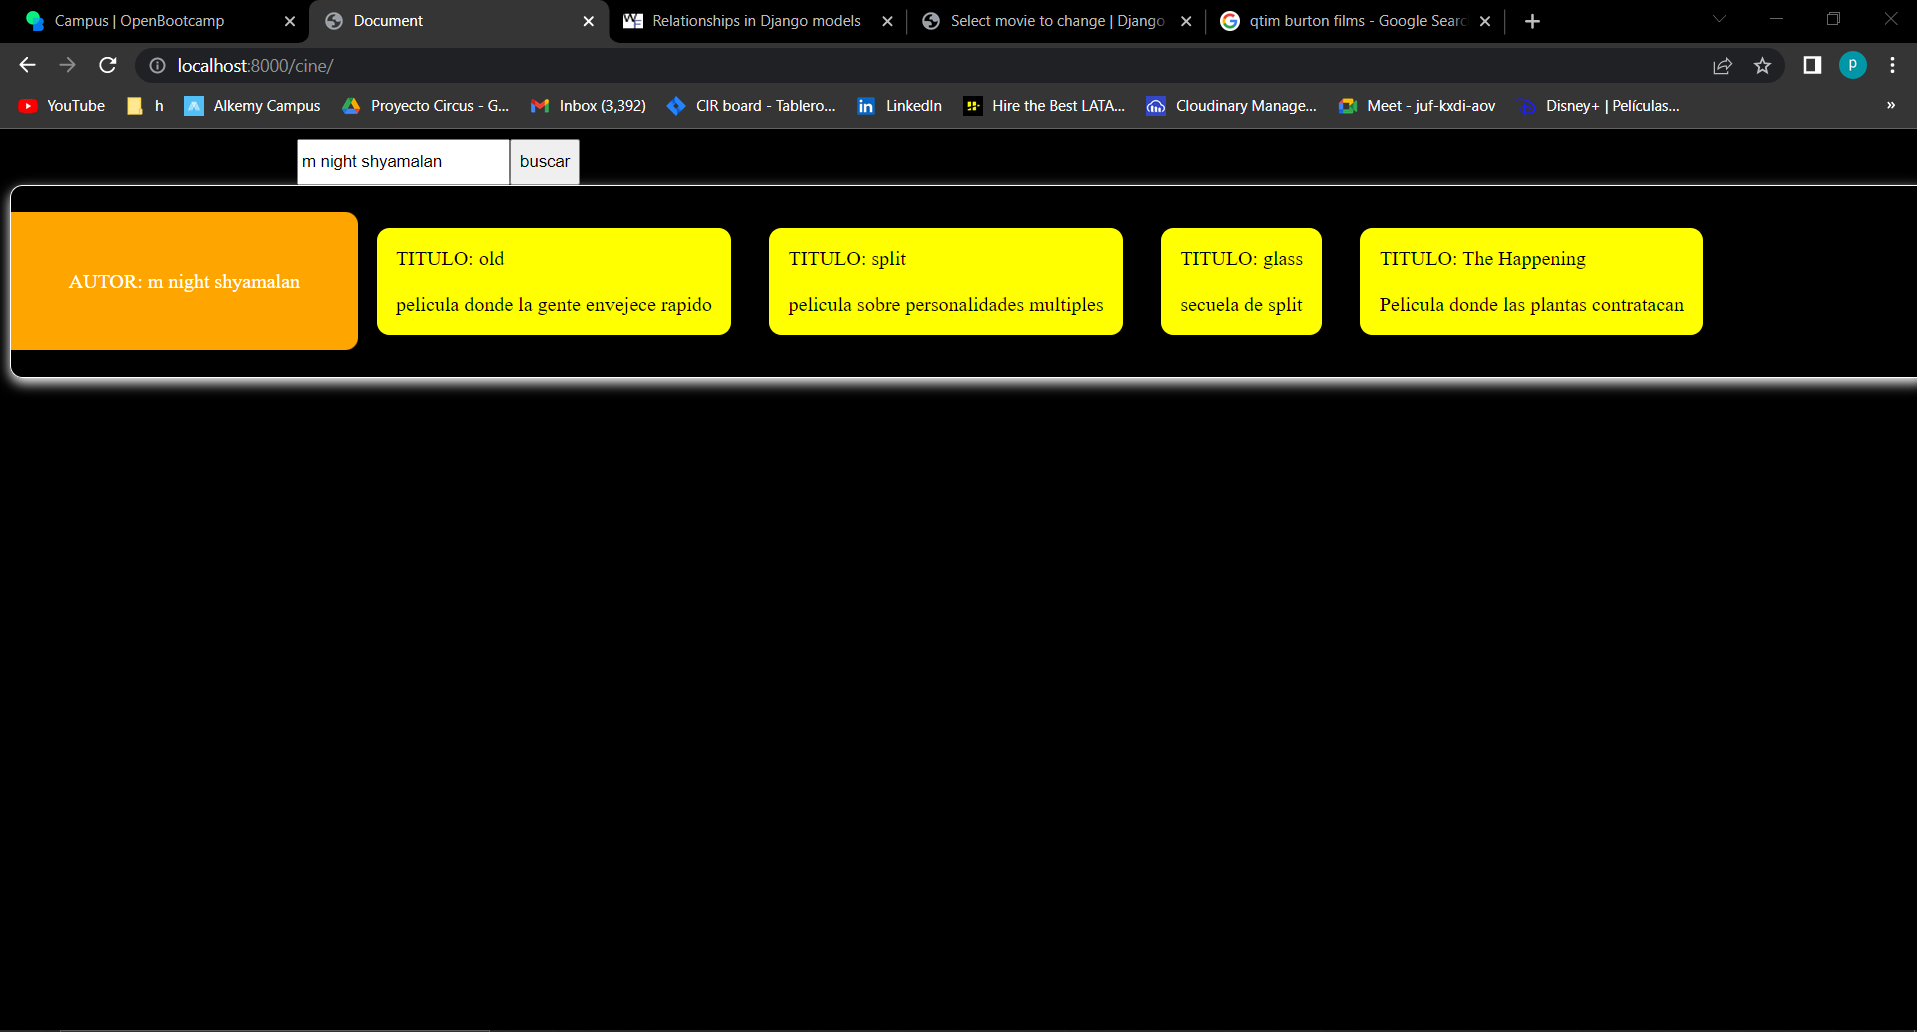 Campus | OpenBootcamp
Document
Relationships in Django models
Select movie to change | Django
qtim burton films - Google Searc
localhost:8000/cine/
P
YouTube
h
Alkemy Campus
Proyecto Circus - G...
Inbox (3,392)
CIR board - Tablero...
LinkedIn
Hire the Best LATA...
Cloudinary Manage...
Meet - juf-kxdi-aov
Disney+ | Películas...
»
m night shyamalan
buscar
AUTOR: m night shyamalan
TITULO: old
pelicula donde la gente envejece rapido
TITULO: split
pelicula sobre personalidades multiples
TITULO: glass
secuela de split
TITULO: The Happening
Pelicula donde las plantas contratacan